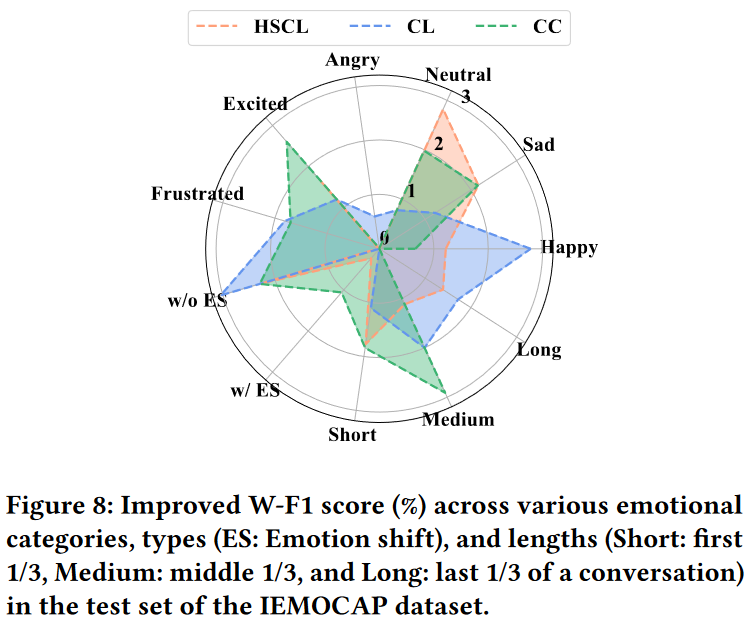 HSCL CL CC
Angry
Neutral
Excited
3
Sad
2
Frustrated
1
0
Happy
w/o ES
Long
w/ ES
Medium
Short
Figure 8: Improved W-F1 score (%) across various emotional
categories, types (ES: Emotion shift), and lengths (Short: first
1/3, Medium: middle 1/3, and Long: last 1/3 of a conversation)
in the test set of the IEMOCAP dataset.